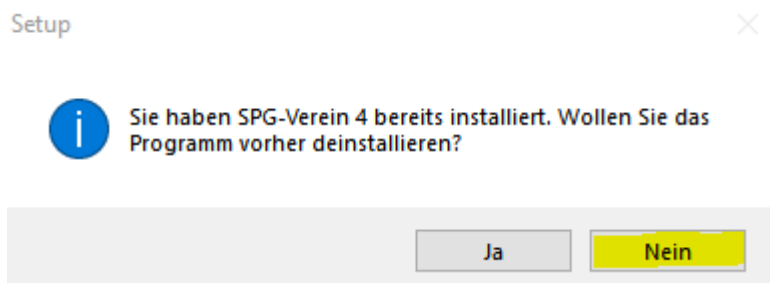 Setup
Sie haben SPG-Verein 4 bereits installiert. Wollen Sie das
Programm vorher deinstallieren?
Ja
Nein